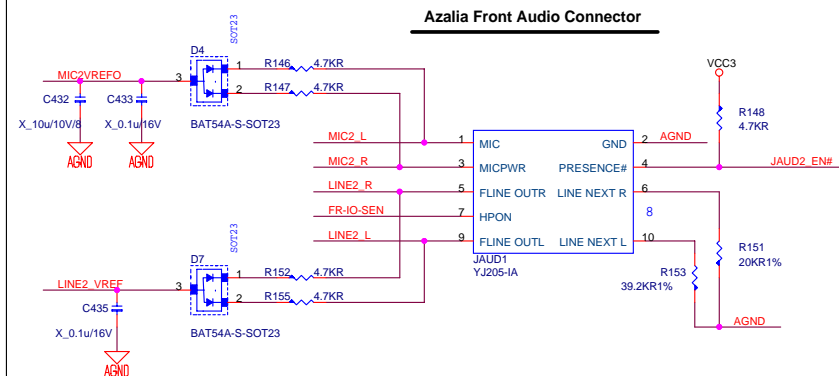 Azalia Front Audio Connector
SOT23
D4
VCC3
MIC2VREFO
3
1
R146
4.7KR
2
R147
4.7KR
C432
C433
X_10u/10V/8
X_0.1u/16V
BAT54A-S-SOT23
R148
4.7KR
AGND
AGND
MIC2_L
1
MIC
GND
2
AGND
MIC2_R
3
MICPWR
PRESENCE#
4
JAUD2_EN#
LINE2_R
5
FLINE OUTR
LINE NEXT R
6
FR-IO-SEN
7
HPON
8
LINE2_L
9
FLINE OUTL
LINE NEXT L
10
SOT23
D7
JAUD1
YJ205-IA
R151
20KR1%
R153
39.2KR1%
LINE2_VREF
3
1
R152
4.7KR
2
R155
4.7KR
C435
X_0.1u/16V
BAT54A-S-SOT23
AGND
AGND